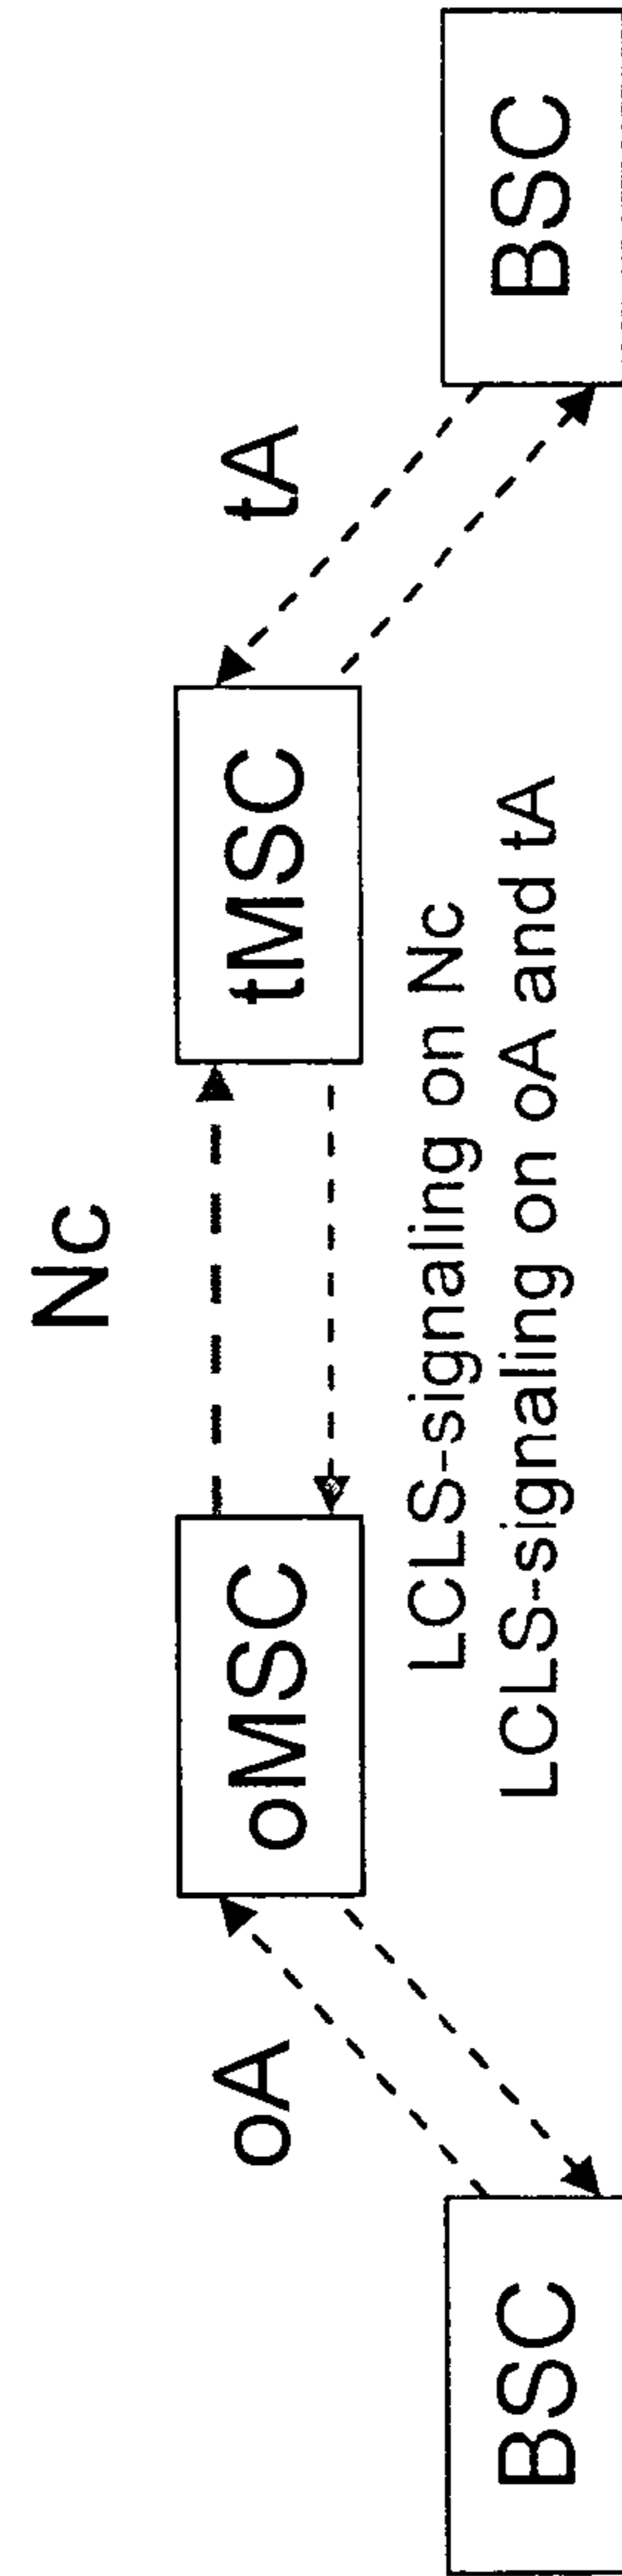 Nc
oA
tA
oMSC
tMSC
LCLS-signaling on Nc
LCLS-signaling on oA and tA
BSC
BSC